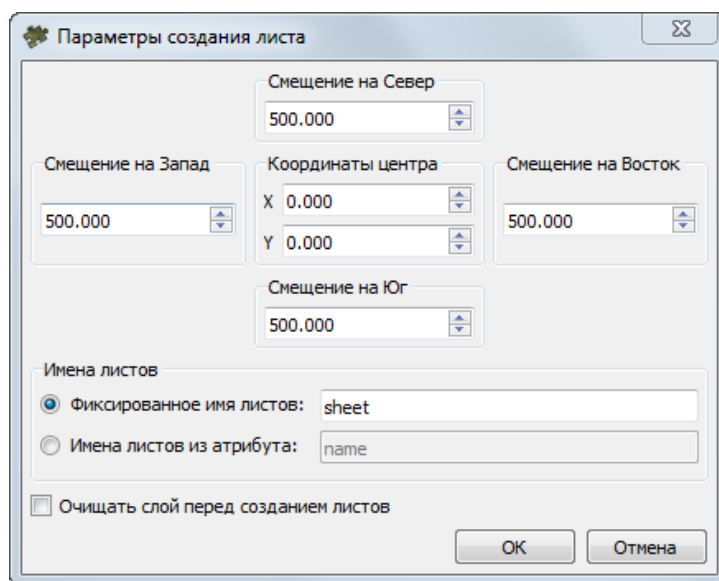 Параметры создания листа
Смещение на Север
500.000
Смещение на Запад
500.000
Координаты центра
X 0.000
Y 0.000
Смещение на Восток
500.000
Смещение на Юг
500.000
Имена листов
Фиксированное имя листов: sheet
Имена листов из атрибута: name
Очищать слой перед созданием листов
OK Отмена